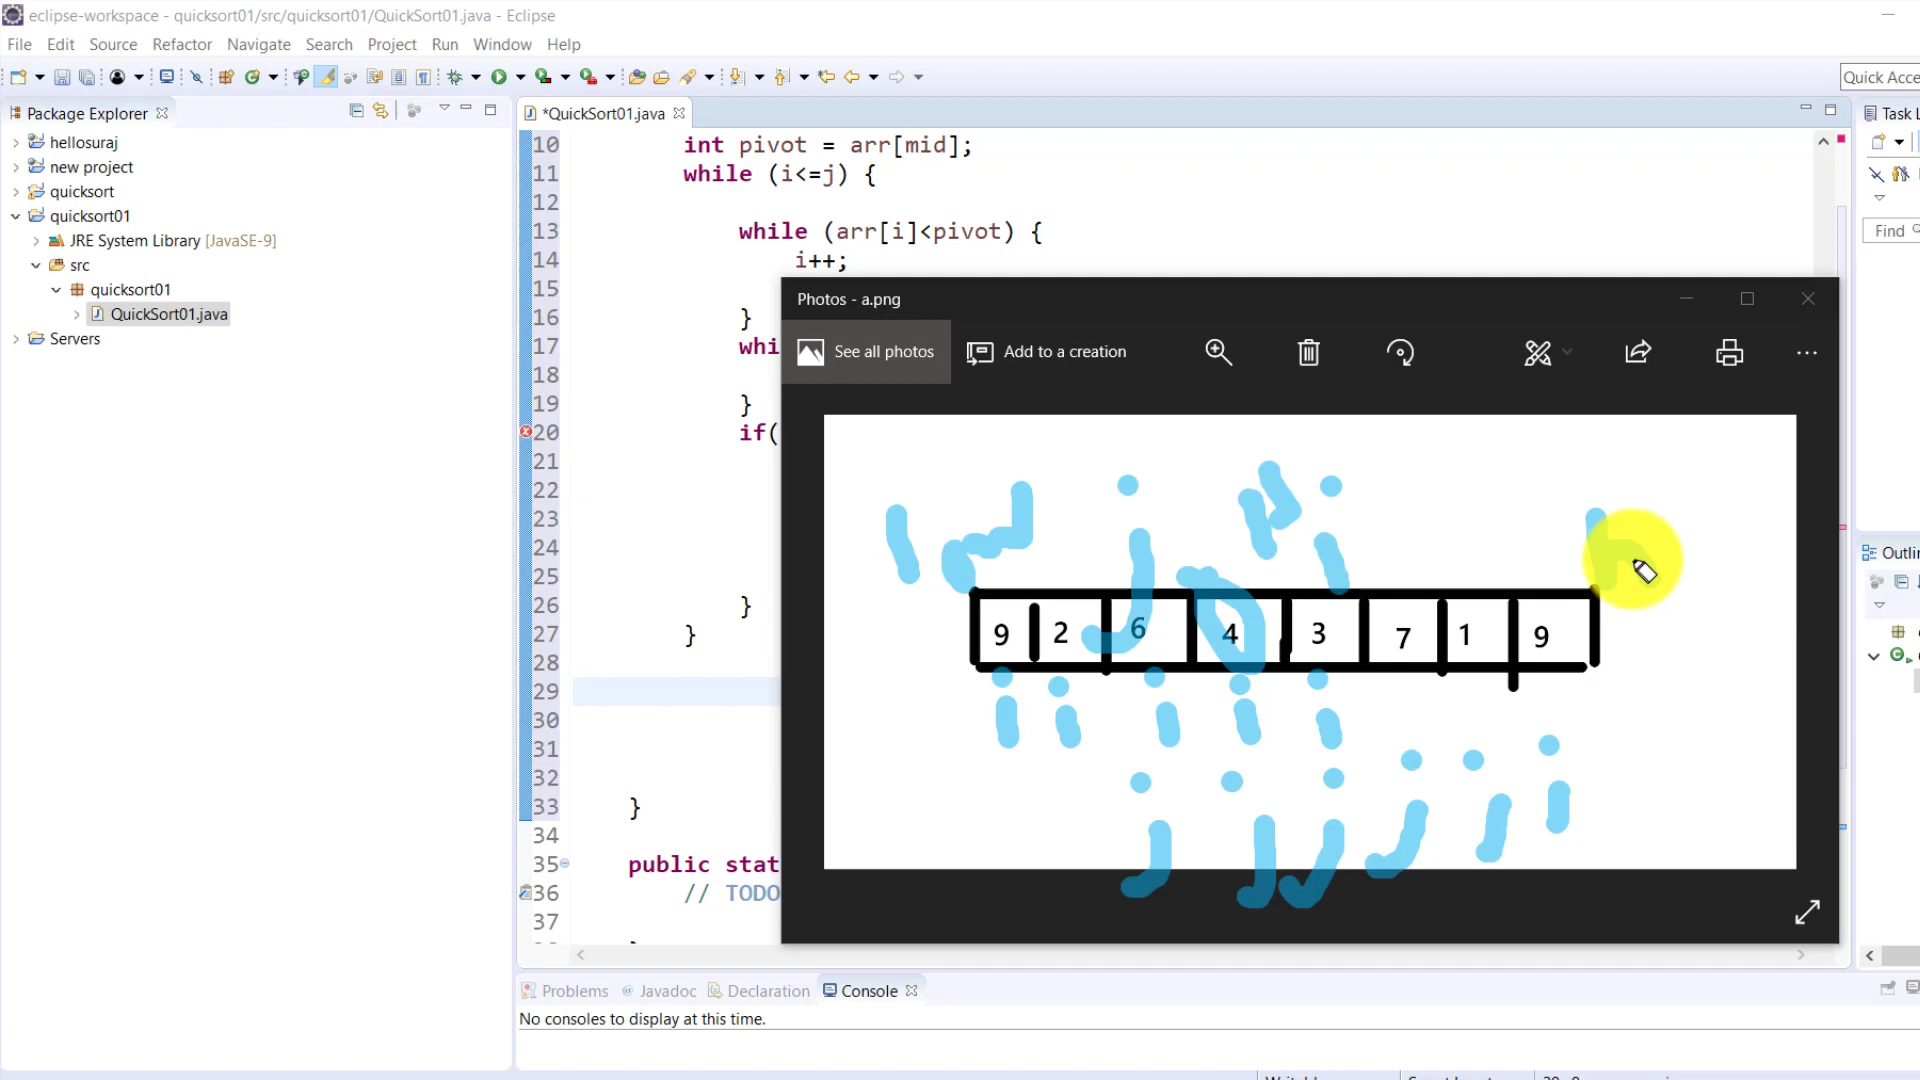 eclipse-workspace - quicksort01/src/quicksort01/QuickSort01.java - Eclipse
File Edit Source Refactor Navigate Search Project Run Window Help
Quick Acce
Package Explorer
hellosuraj
new project
quicksort
quicksort01
JRE System Library [JavaSE-9]
src
quicksort01
QuickSort01.java
Servers
*QuickSort01.java
10 int pivot = arr[mid];
11 while (i<=j) {
12
13 while (arr[i]<pivot) {
14 i++;
15
16 }
17 whi
18
19 }
20 if(
21
22
23
24
25
26 }
27 }
28
29
30
31
32
33 }
34
35 public stat
36 // TODO
37
Photos - a.png
See all photos Add to a creation
j i
9 2 6 4 3 7 1 9
i i i i i
j j j j j i
Task L
Find
Outlin
Problems Javadoc Declaration Console
No consoles to display at this time.